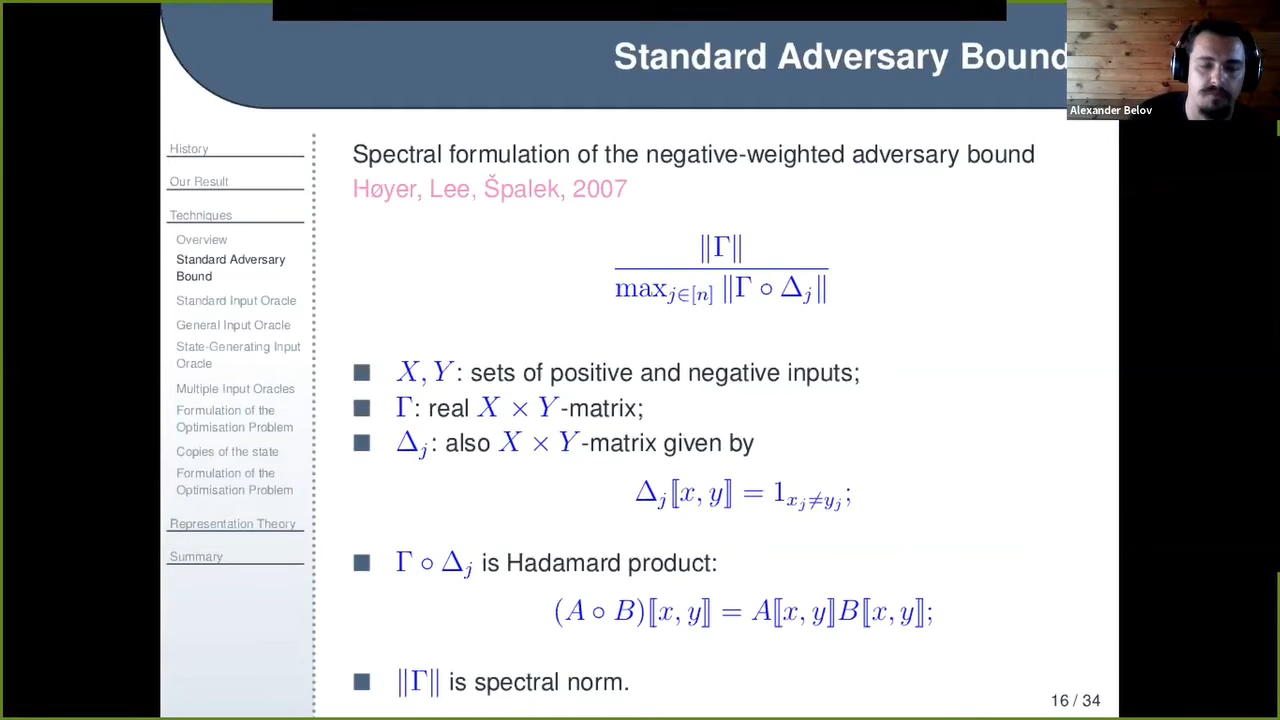 Standard Adversary Bound
Alexander Belov
History
Our Result
Techniques
Overview
Standard Adversary
Bound
Standard Input Oracle
General Input Oracle
State-Generating Input
Oracle
Multiple Input Oracles
Formulation of the
Optimisation Problem
Copies of the state
Formulation of the
Optimisation Problem
Representation Theory
Summary
Spectral formulation of the negative-weighted adversary bound
Høyer, Lee, Špalek, 2007
‖Γ‖
max_{j∈[n]} ‖Γ ∘ Δ_j‖
■ X, Y: sets of positive and negative inputs;
■ Γ: real X × Y-matrix;
■ Δ_j: also X × Y-matrix given by
Δ_j⟦x, y⟧ = 1_{x_j≠y_j};
■ Γ ∘ Δ_j is Hadamard product:
(A ∘ B)⟦x, y⟧ = A⟦x, y⟧B⟦x, y⟧;
■ ‖Γ‖ is spectral norm.
16 / 34